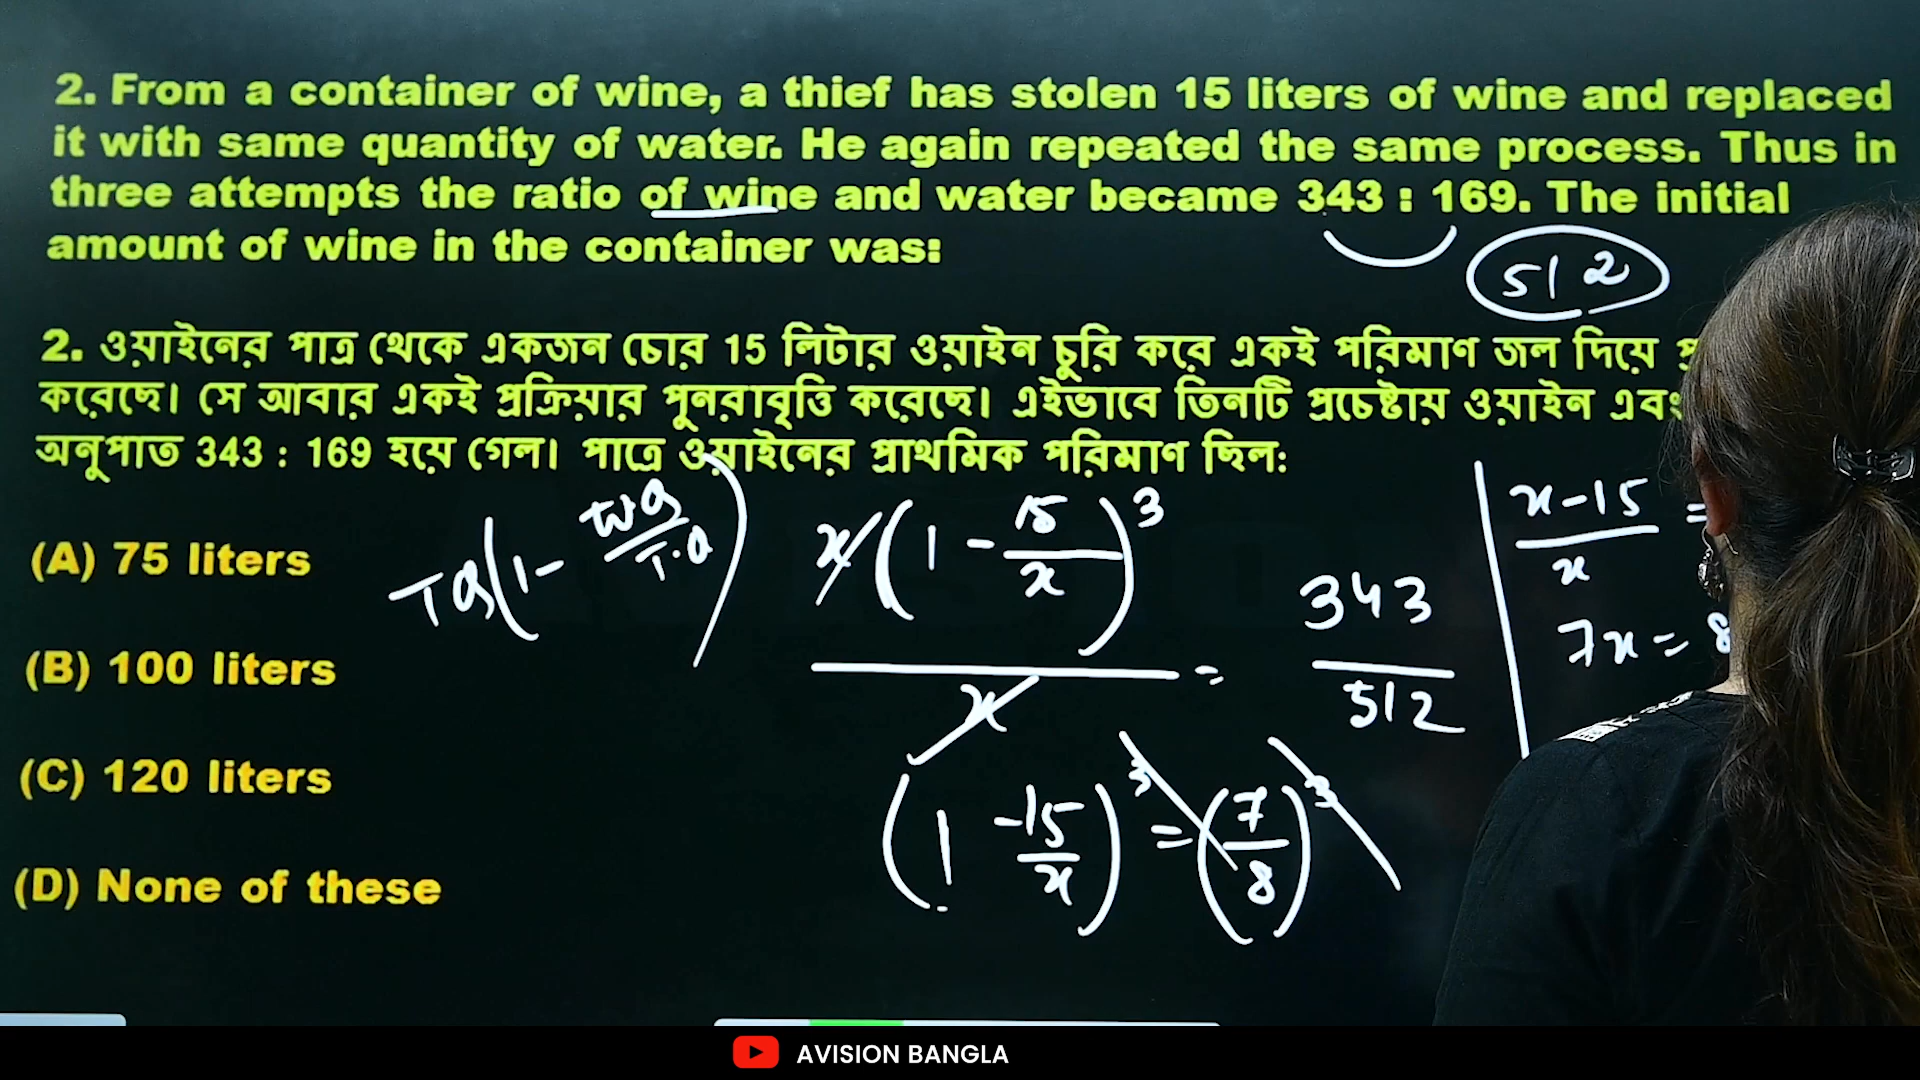 2. From a container of wine, a thief has stolen 15 liters of wine and replaced
it with same quantity of water. He again repeated the same process. Thus in
three attempts the ratio of wine and water became 343 : 169. The initial
amount of wine in the container was:
512
2. ওয়াইনের পাত্র থেকে একজন চোর 15 লিটার ওয়াইন চুরি করে একই পরিমাণ জল দিয়ে
করেছে। সে আবার একই প্রক্রিয়ার পুনরাবৃত্তি করেছে। এইভাবে তিনটি প্রচেষ্টায় ওয়াইন এবং
অনুপাত 343 : 169 হয়ে গেল। পাত্রে ওয়াইনের প্রাথমিক পরিমাণ ছিল:
(A) 75 liters
(B) 100 liters
(C) 120 liters
(D) None of these
x(1 - 15/x)³
x
=
343
512
(1 - 15/x)³ = (7/8)³
x-15
x
=
7x = 8
AVISION BANGLA